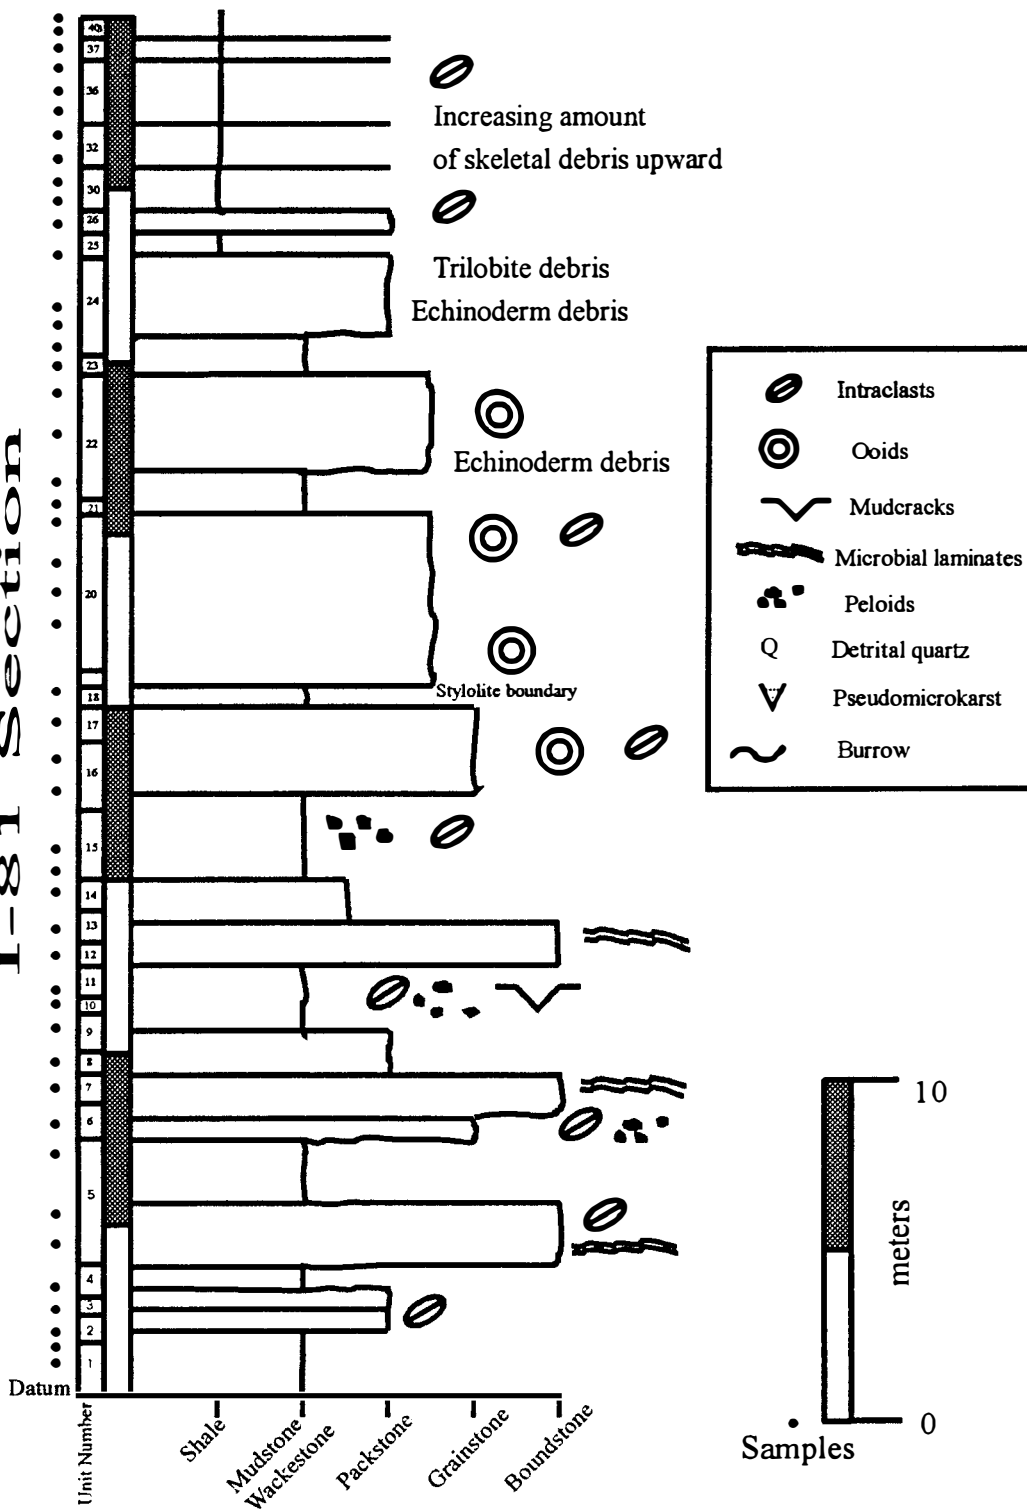 I-81 Section
40
37
36
32
30
26
25
24
23
22
21
20
18
17
16
15
14
13
12
11
10
9
8
7
6
5
4
3
2
1
Increasing amount
of skeletal debris upward
Trilobite debris
Echinoderm debris
Echinoderm debris
Stylolite boundary
Intraclasts
Ooids
Mudcracks
Microbial laminates
Peloids
Q Detrital quartz
Pseudomicrokarst
Burrow
10
meters
0
Samples
Datum
Unit Number
Shale
Mudstone
Wackestone
Packstone
Grainstone
Boundstone